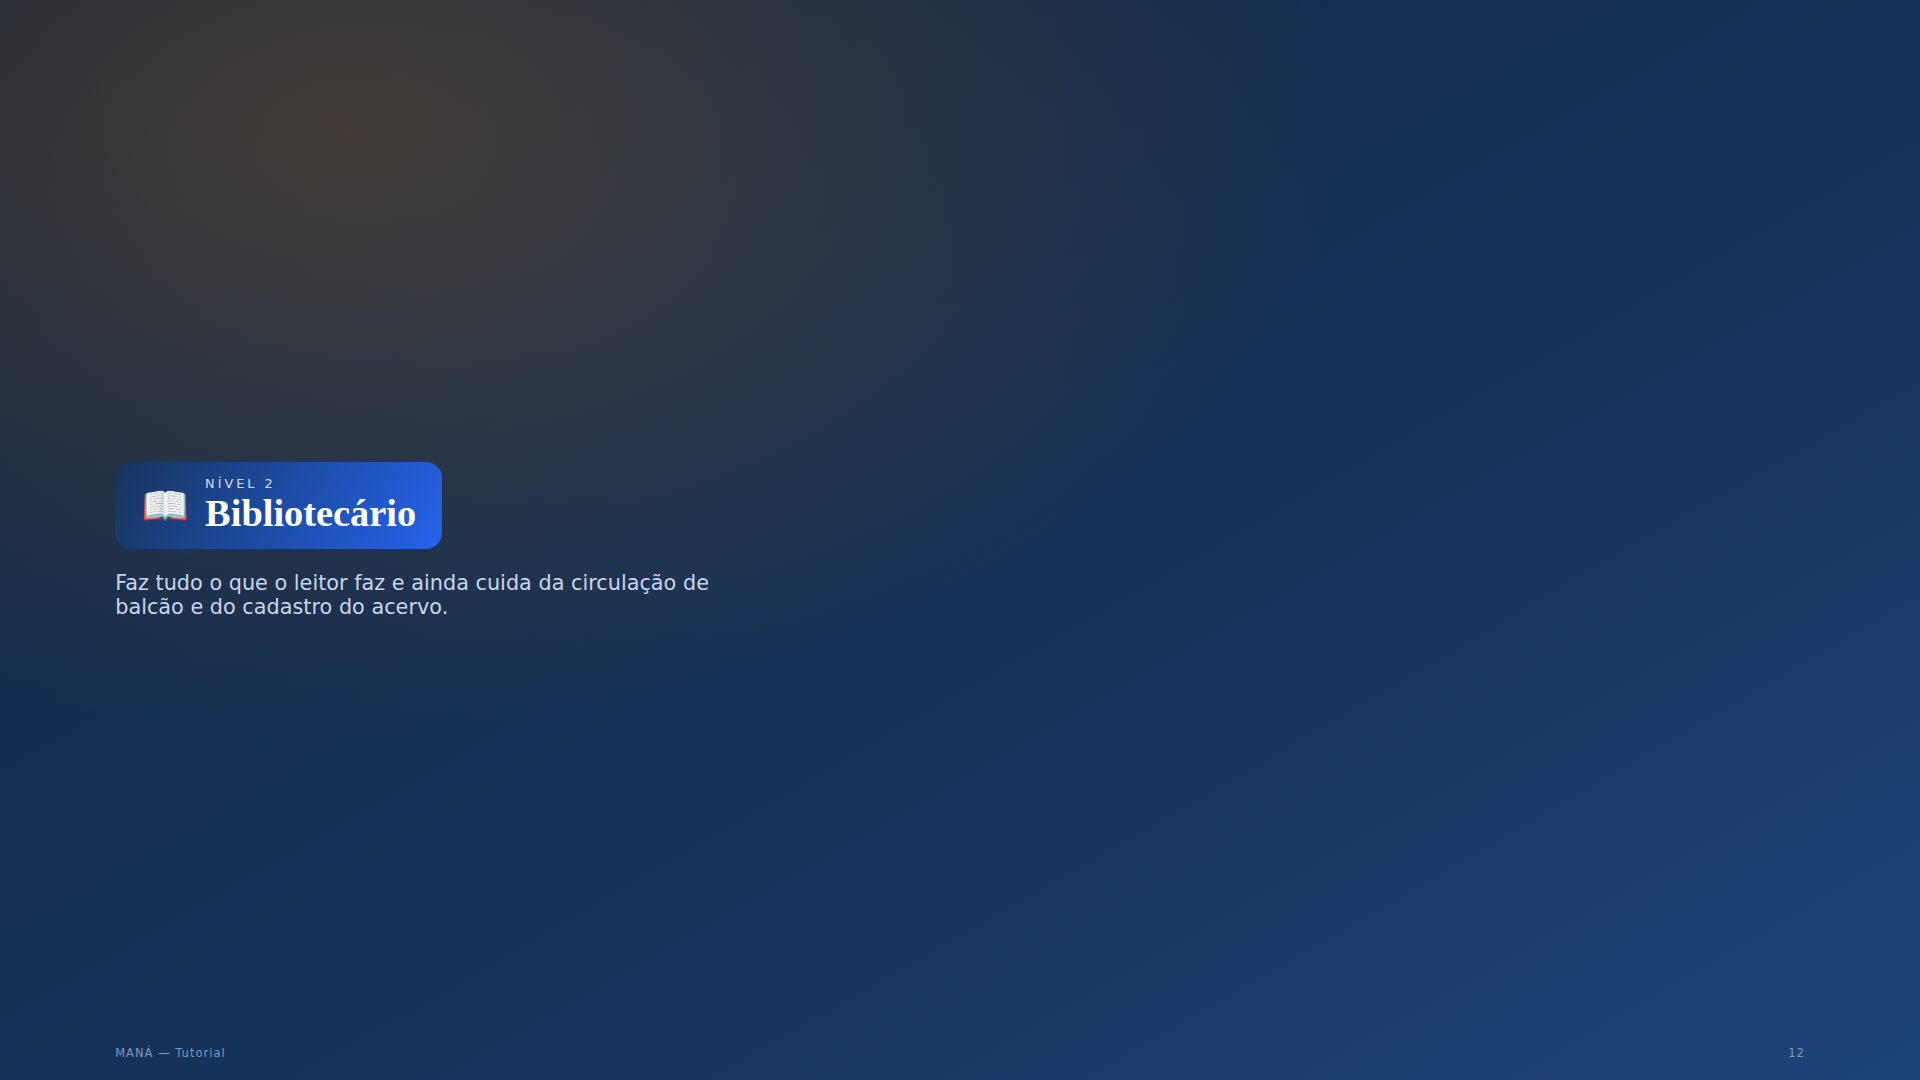 NÍVEL 2
Bibliotecário
Faz tudo o que o leitor faz e ainda cuida da circulação de
balcão e do cadastro do acervo.
MANÁ — Tutorial
12